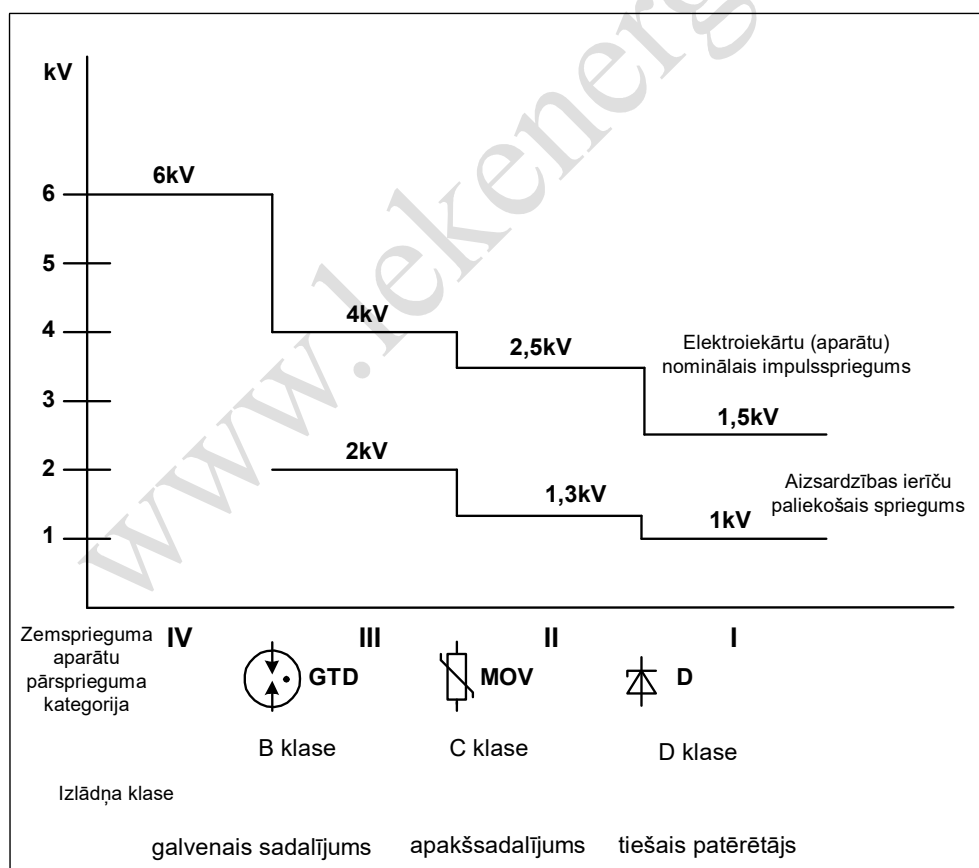 www.lekenerg
kV
6kV
6
5
4kV
4
2,5kV
Elektroiekārtu (aparātu)
nominālais impulsspriegums
3
1,5kV
2kV
2
1,3kV
Aizsardzības ierīču
paliekošais spriegums
1kV
1
Zemsprieguma
aparātu
pārsprieguma
kategorija
IV
III
II
I
GTD
MOV
D
B klase
C klase
D klase
Izlādņa klase
galvenais sadalījums
apakšsadalījums
tiešais patērētājs